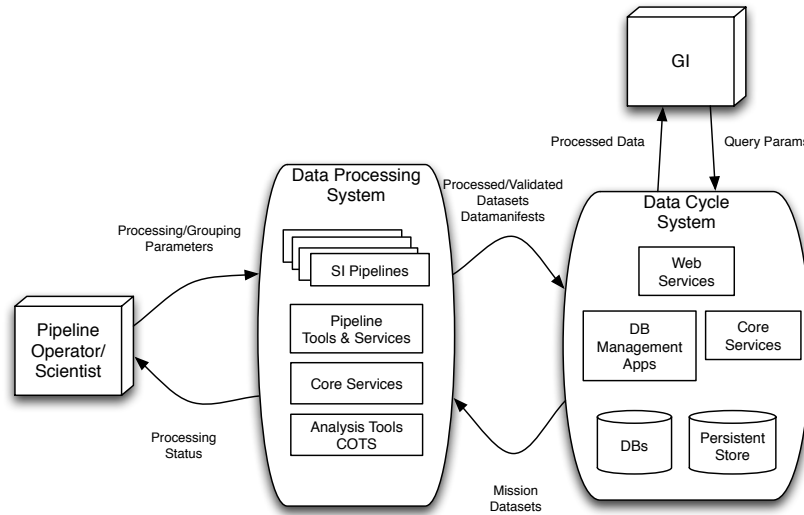 GI
Processed Data
Query Params
Data Processing
System
Processed/Validated
Datasets
Datamanifests
Data Cycle
System
Processing/Grouping
Parameters
SI Pipelines
Web
Services
Pipeline
Operator/
Scientist
Pipeline
Tools & Services
DB
Management
Apps
Core
Services
Core Services
Analysis Tools
COTS
Processing
Status
DBs
Persistent
Store
Mission
Datasets